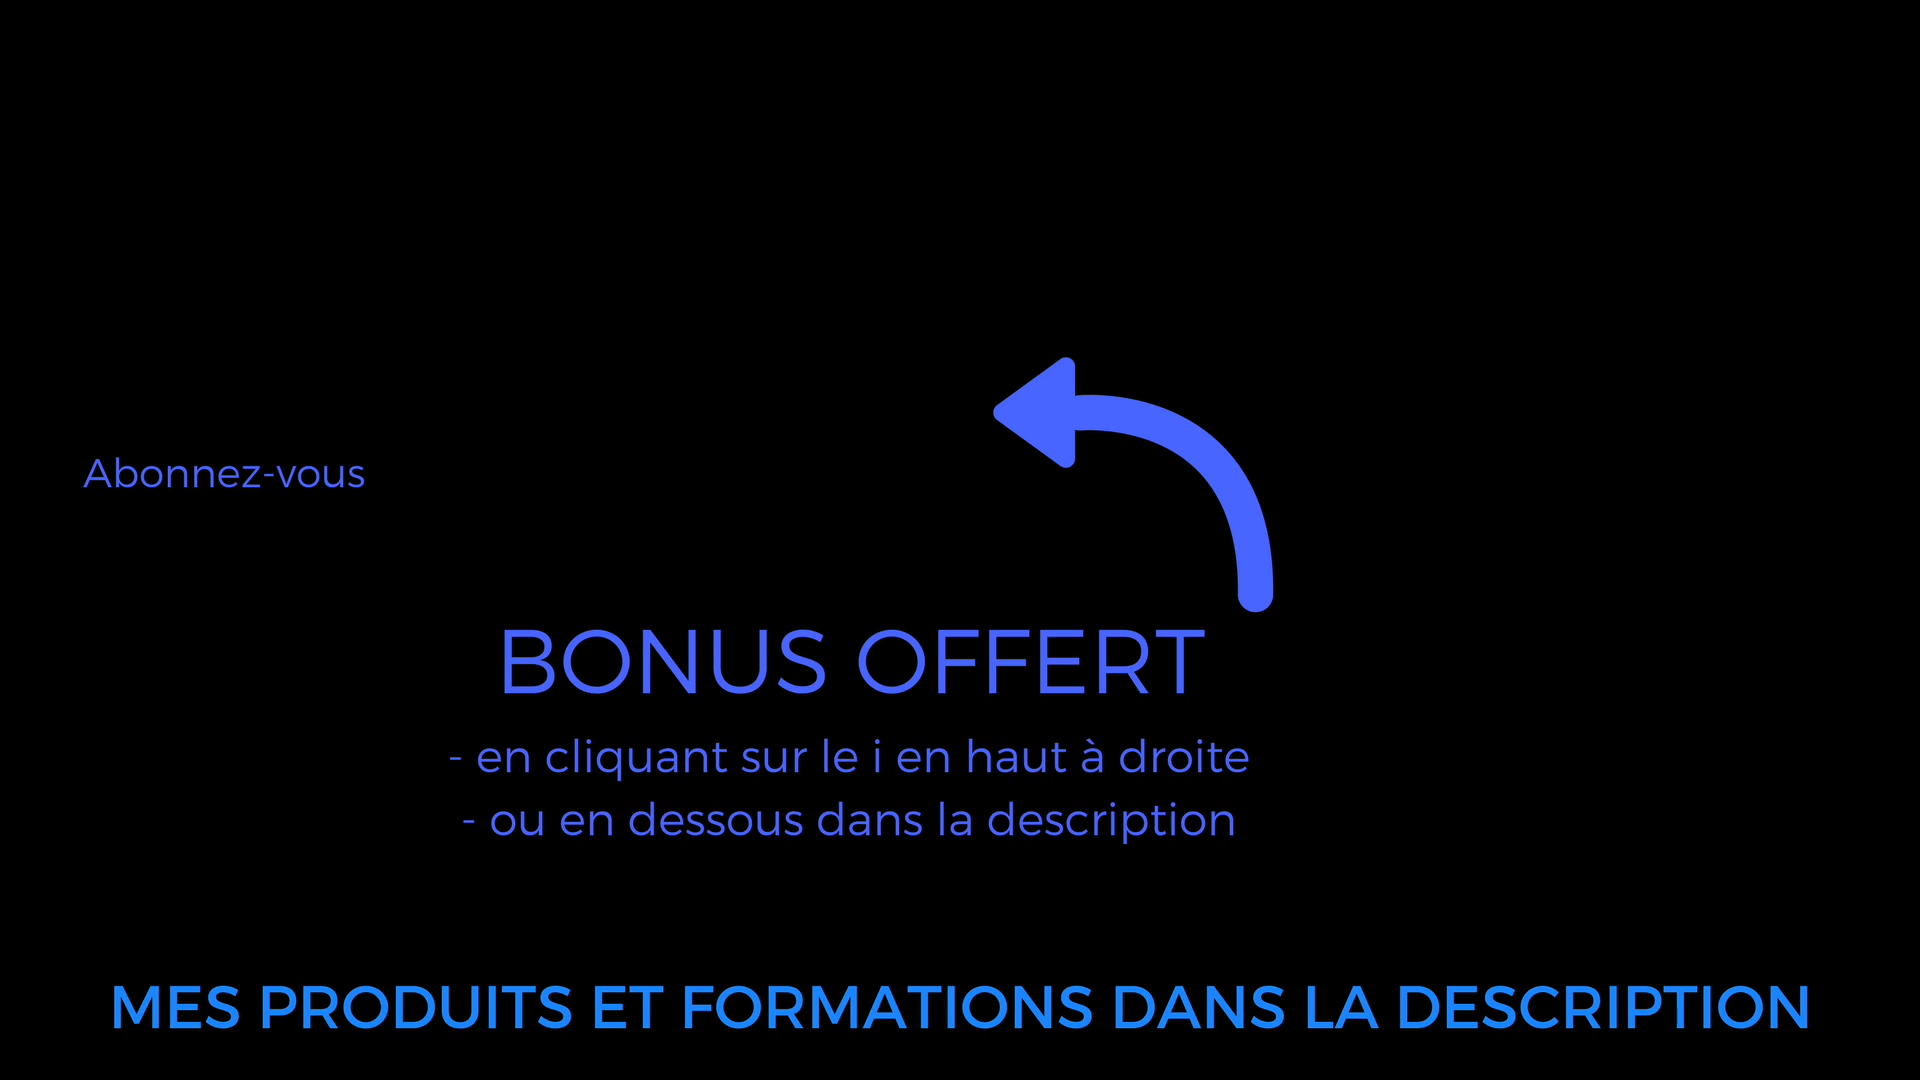 Abonnez-vous
BONUS OFFERT
- en cliquant sur le i en haut à droite
- ou en dessous dans la description
MES PRODUITS ET FORMATIONS DANS LA DESCRIPTION